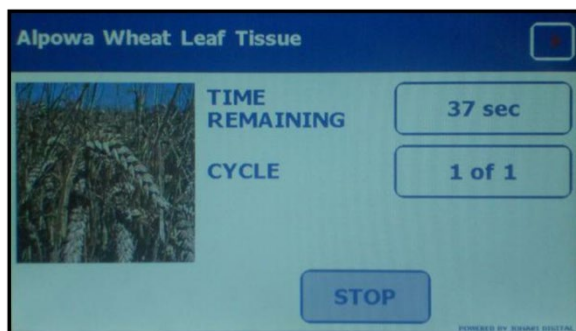 Alpowa Wheat Leaf Tissue
TIME
REMAINING
37 sec
CYCLE
1 of 1
STOP